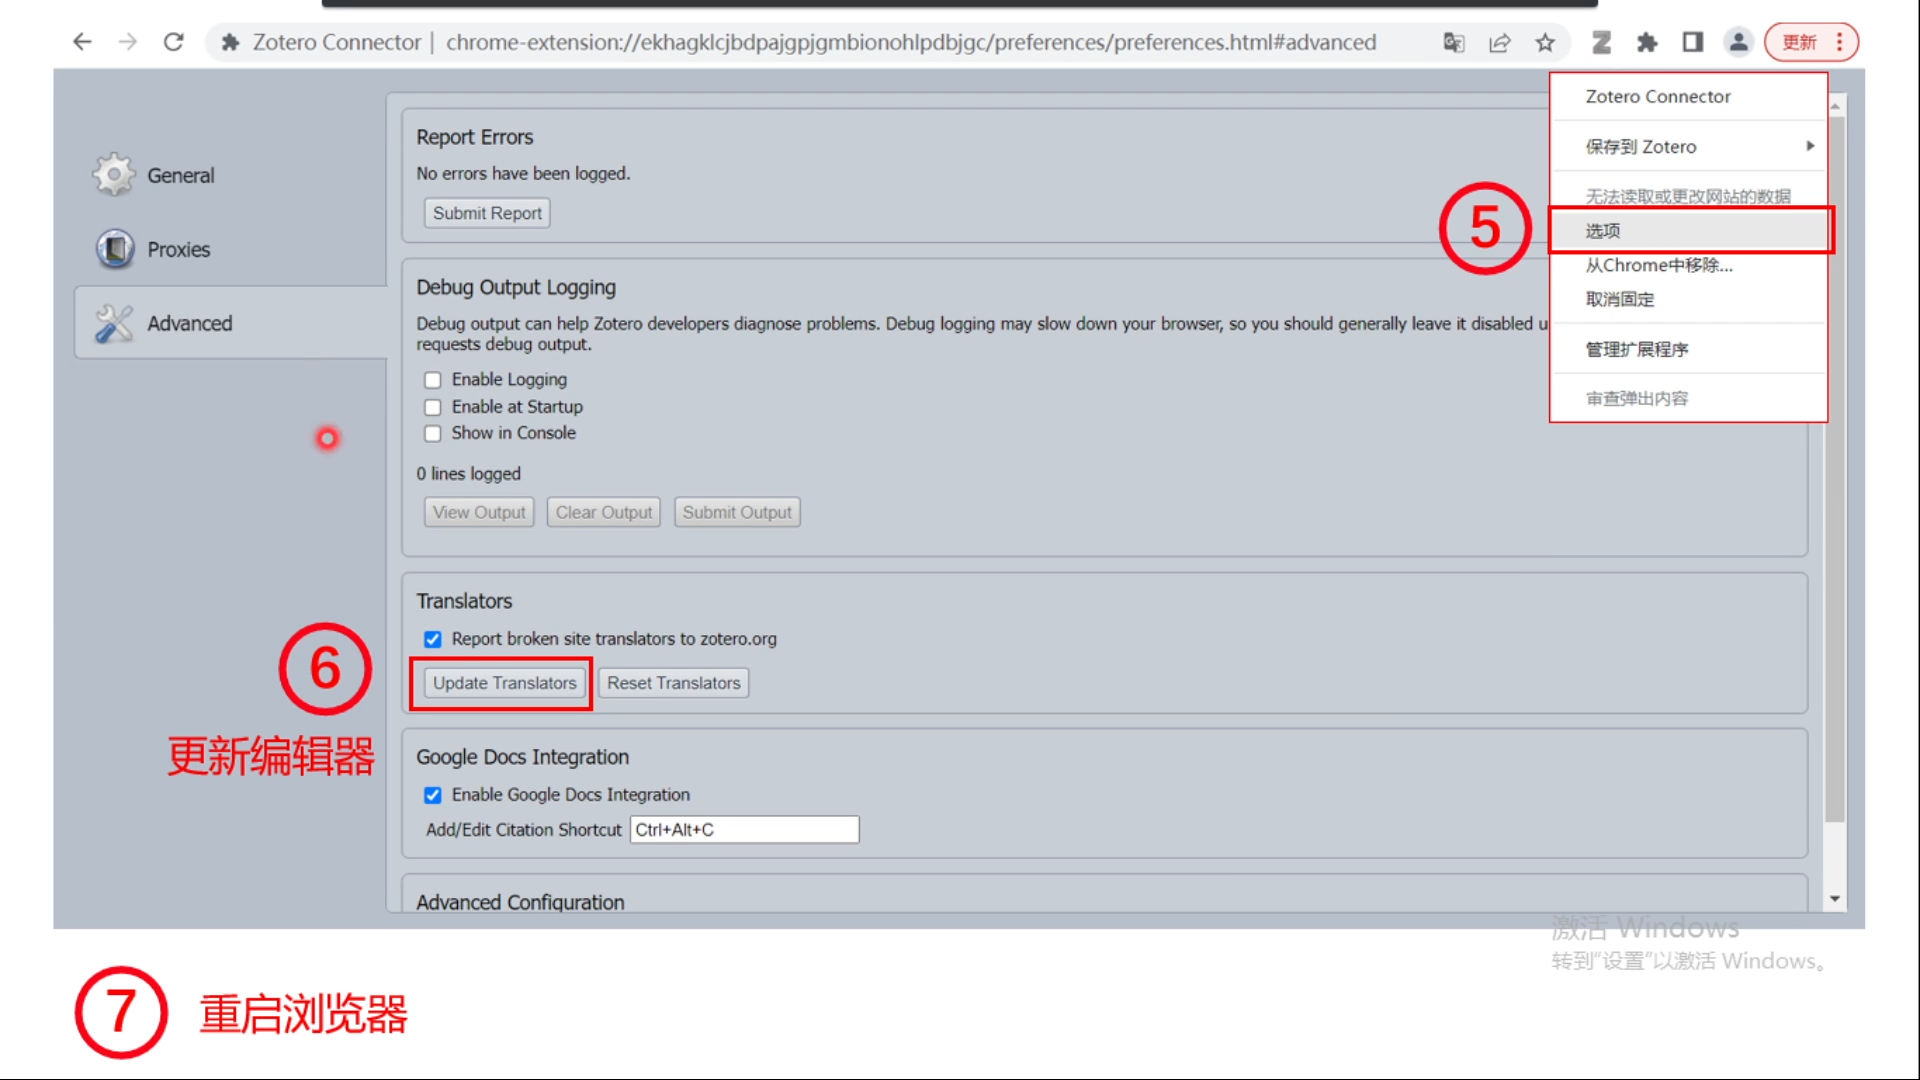 Zotero Connector | chrome-extension://ekhagklcjbdpajgpjgmbionohlpdbjgc/preferences/preferences.html#advanced
更新
Zotero Connector
保存到 Zotero
无法读取或更改网站的数据
选项
从Chrome中移除...
取消固定
管理扩展程序
审查弹出内容
5
General
Proxies
Advanced
Report Errors
No errors have been logged.
Submit Report
Debug Output Logging
Debug output can help Zotero developers diagnose problems. Debug logging may slow down your browser, so you should generally leave it disabled u
requests debug output.
Enable Logging
Enable at Startup
Show in Console
0 lines logged
View Output Clear Output Submit Output
Translators
Report broken site translators to zotero.org
Update Translators Reset Translators
6
更新编辑器
Google Docs Integration
Enable Google Docs Integration
Add/Edit Citation Shortcut Ctrl+Alt+C
Advanced Configuration
激活 Windows
转到“设置”以激活 Windows。
7 重启浏览器